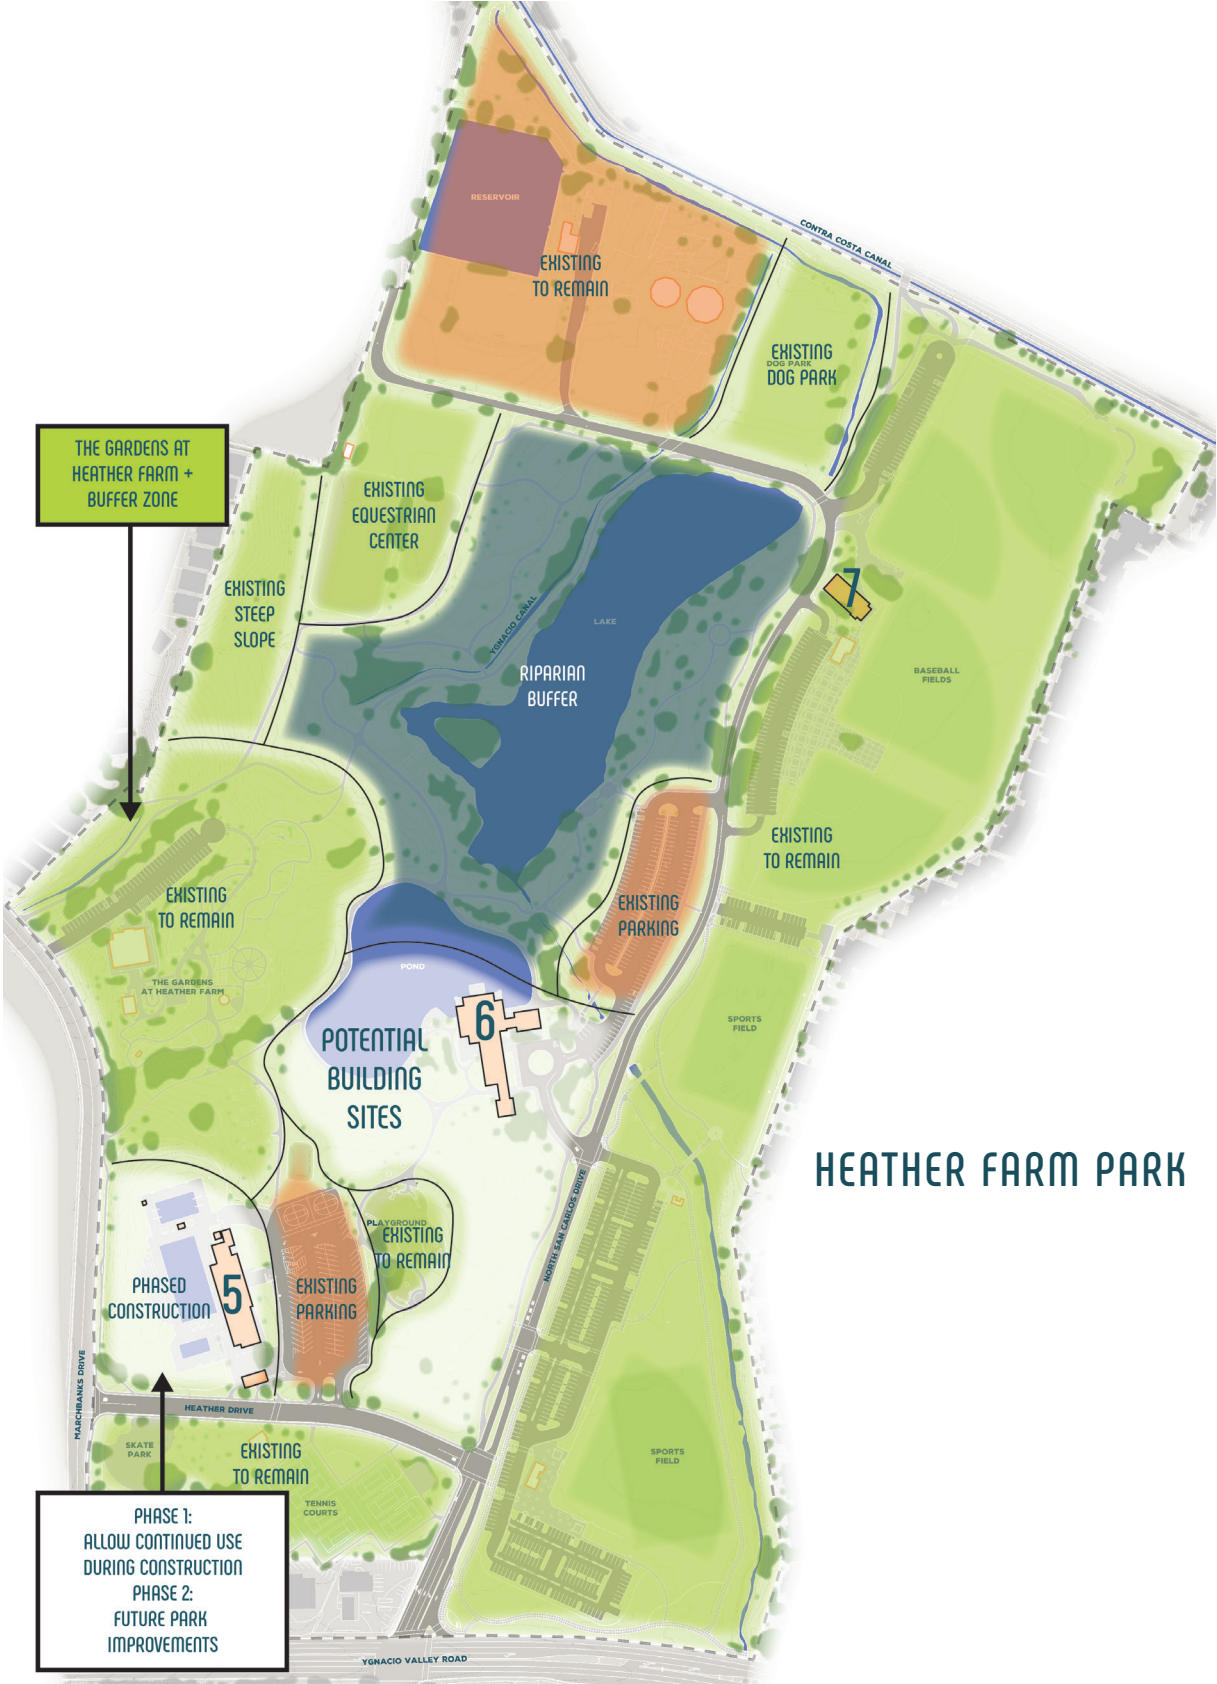 RESERVOIR
CONTRA COSTA CANAL
EXISTING
TO REMAIN
EXISTING
DOG PARK
DOG PARK
THE GARDENS AT
HEATHER FARM +
BUFFER ZONE
EXISTING
EQUESTRIAN
CENTER
EXISTING
STEEP
SLOPE
YGNACIO CANAL
LAKE
RIPARIAN
BUFFER
7
BASEBALL
FIELDS
EXISTING
TO REMAIN
EXISTING
TO REMAIN
EXISTING
PARKING
THE GARDENS
AT HEATHER FARM
POND
6
SPORTS
FIELD
POTENTIAL
BUILDING
SITES
HEATHER FARM PARK
NORTH SAN CARLOS DRIVE
PLAYGROUND
EXISTING
TO REMAIN
PHASED
CONSTRUCTION
5
EXISTING
PARKING
MARCHBANKS DRIVE
HEATHER DRIVE
SKATE
PARK
EXISTING
TO REMAIN
TENNIS
COURTS
SPORTS
FIELD
PHASE 1:
ALLOW CONTINUED USE
DURING CONSTRUCTION
PHASE 2:
FUTURE PARK
IMPROVEMENTS
YGNACIO VALLEY ROAD